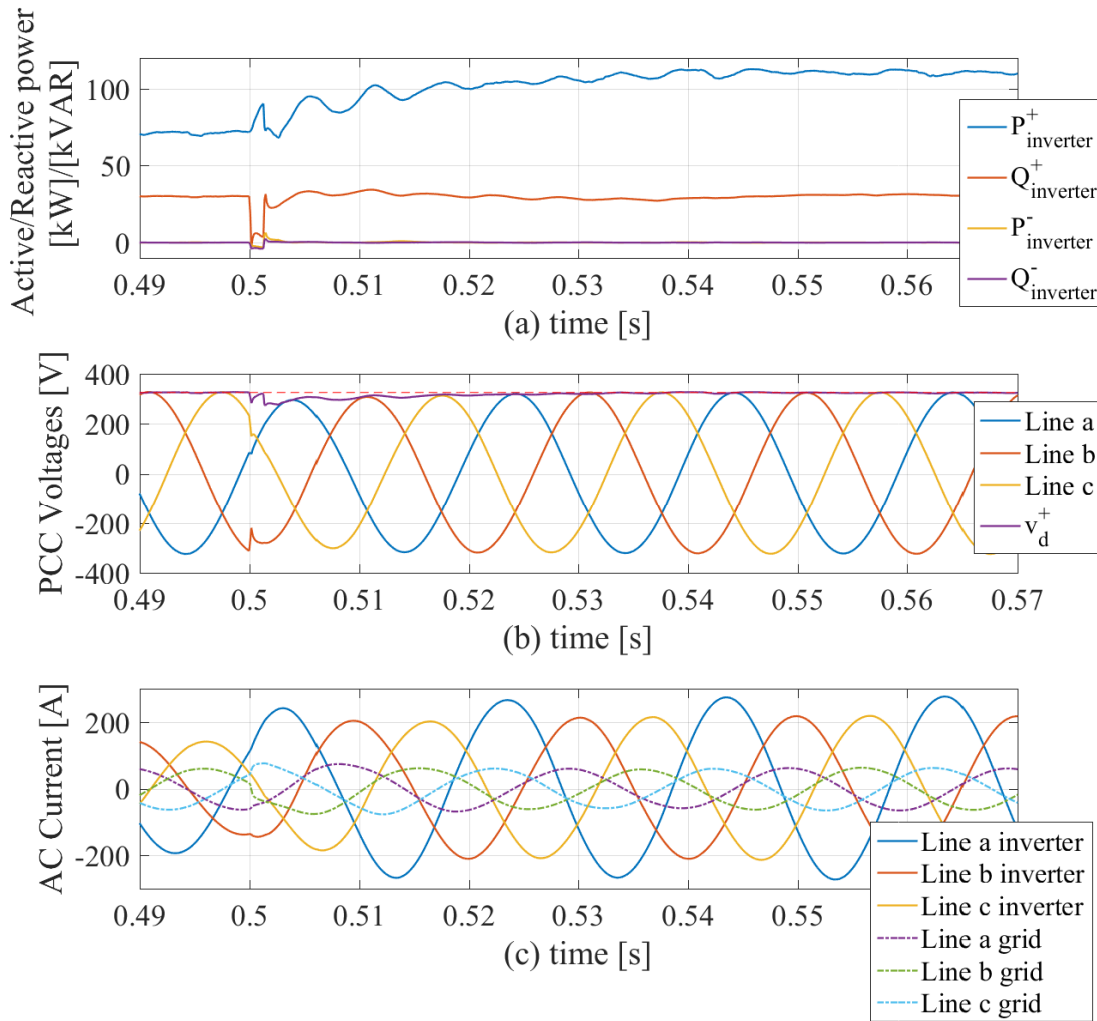 Active/Reactive power
[kW]/[kVAR]
100
50
0
0.49 0.5 0.51 0.52 0.53 0.54 0.55 0.56
(a) time [s]
P+inverter
Q+inverter
P-inverter
Q-inverter
PCC Voltages [V]
400
200
0
-200
-400
0.49 0.5 0.51 0.52 0.53 0.54 0.55 0.56 0.57
(b) time [s]
Line a
Line b
Line c
v+d
AC Current [A]
200
0
-200
0.49 0.5 0.51 0.52 0.53 0.54 0.55
(c) time [s]
Line a inverter
Line b inverter
Line c inverter
Line a grid
Line b grid
Line c grid